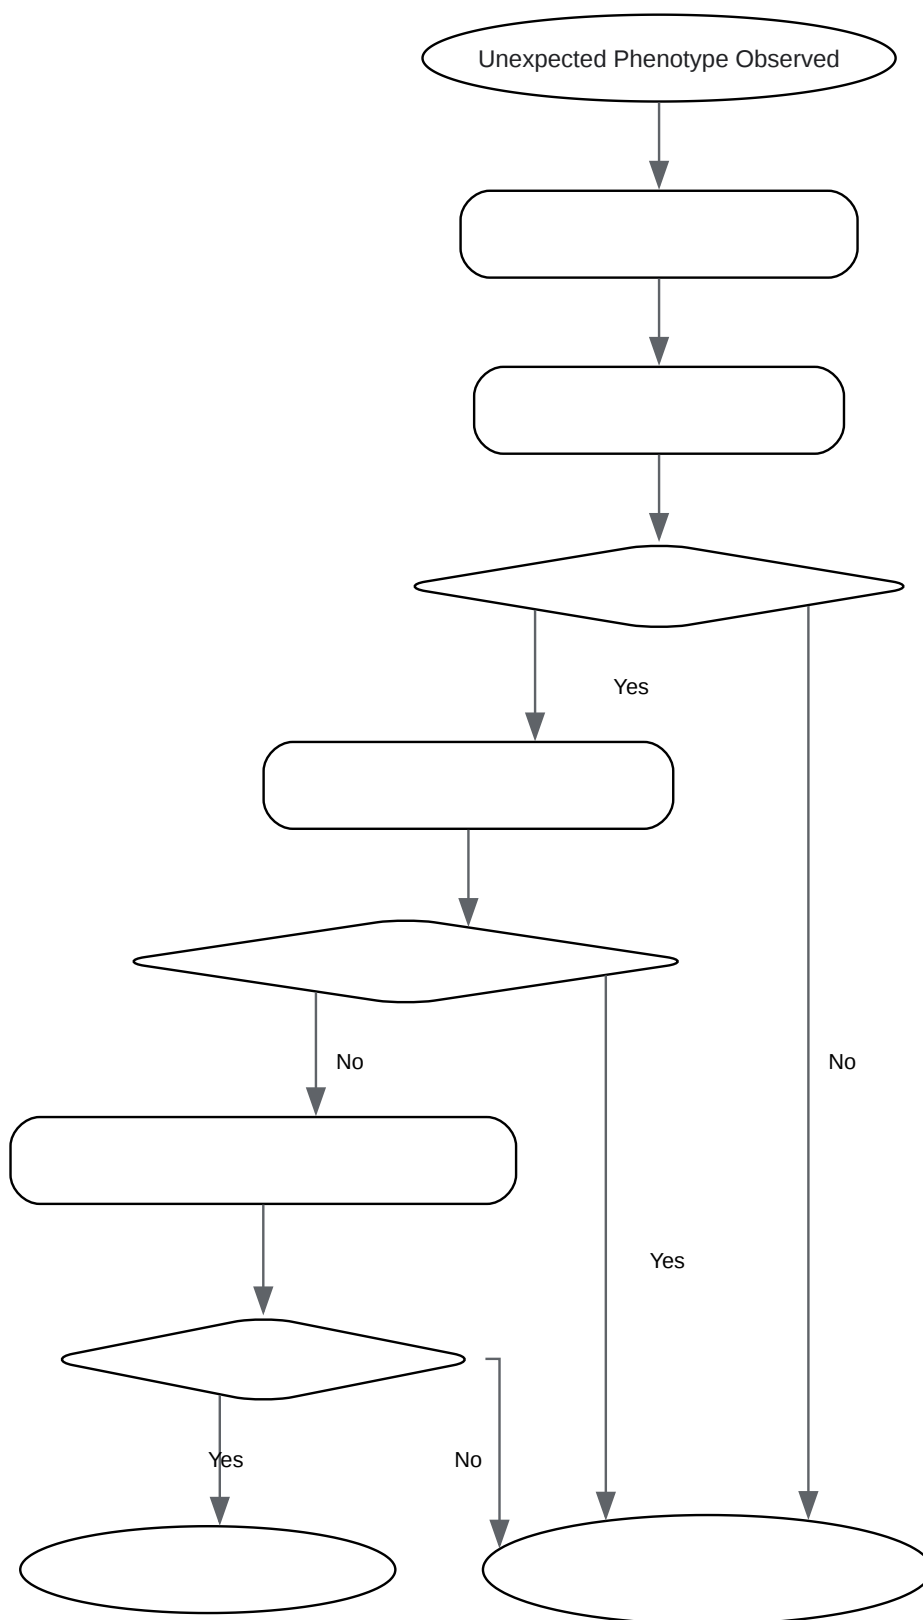 Unexpected Phenotype Observed
Yes
No
No
Yes
Yes
No